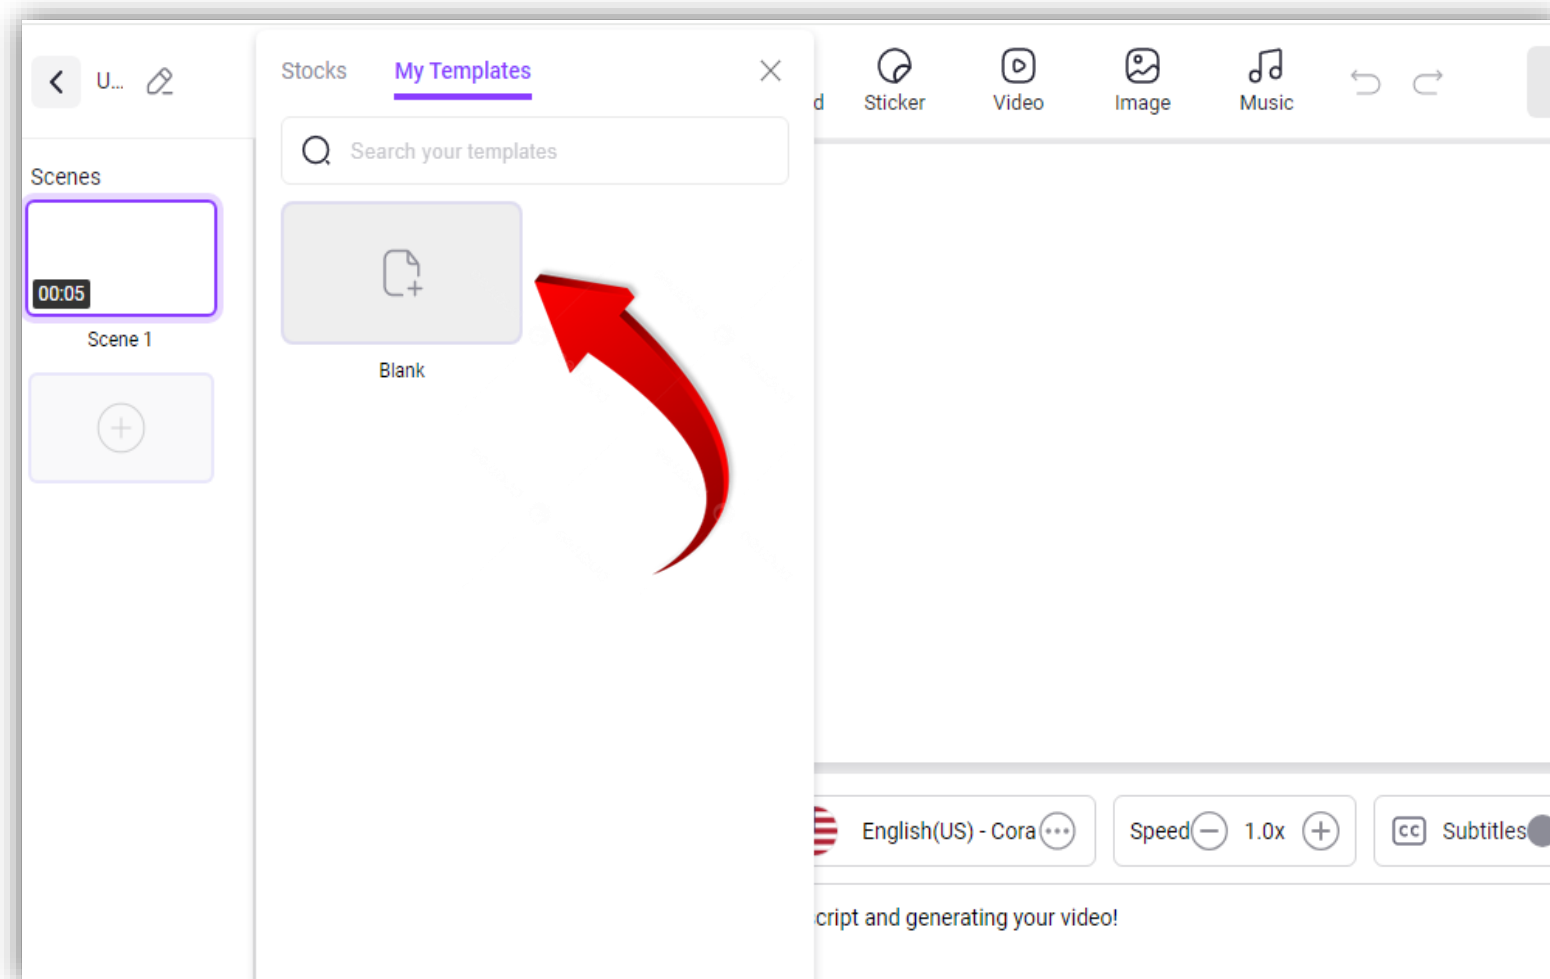 U...
Stocks
My Templates
d
Sticker
Video
Image
Music
Search your templates
Scenes
00:05
Scene 1
Blank
English(US) - Cora
Speed
1.0x
CC
Subtitles
cript and generating your video!